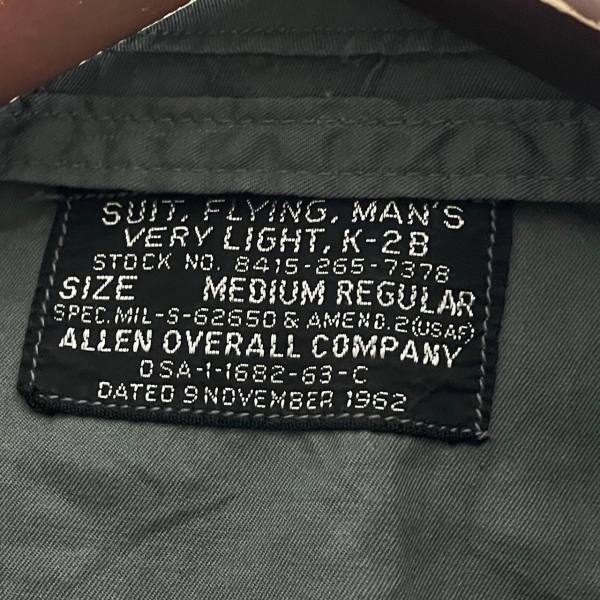 SUIT, FLYING, MAN'S
VERY LIGHT, K-2B
STOCK NO. 8415-265-7378
SIZE MEDIUM REGULAR
SPEC. MIL-S-62650 & AMEND. 2 (USAF)
ALLEN OVERALL COMPANY
DSA-1-1682-63-C
DATED 9 NOVEMBER 1962